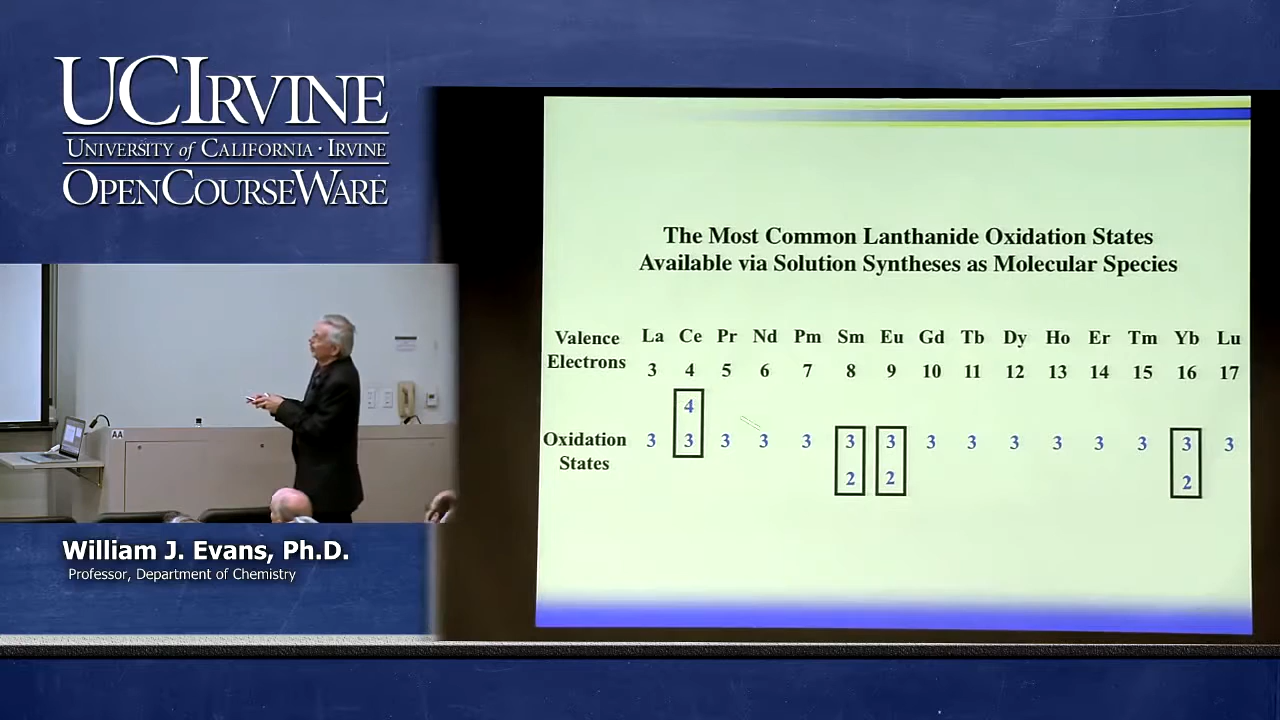 UCIRVINE
UNIVERSITY of CALIFORNIA · IRVINE
OPENCOURSEWARE
AA
William J. Evans, Ph.D.
Professor, Department of Chemistry
The Most Common Lanthanide Oxidation States
Available via Solution Syntheses as Molecular Species
Valence Electrons
La Ce Pr Nd Pm Sm Eu Gd Tb Dy Ho Er Tm Yb Lu
3 4 5 6 7 8 9 10 11 12 13 14 15 16 17
4
Oxidation States
3 3 3 3 3 3 3 3 3 3 3 3 3 3 3
2 2 2